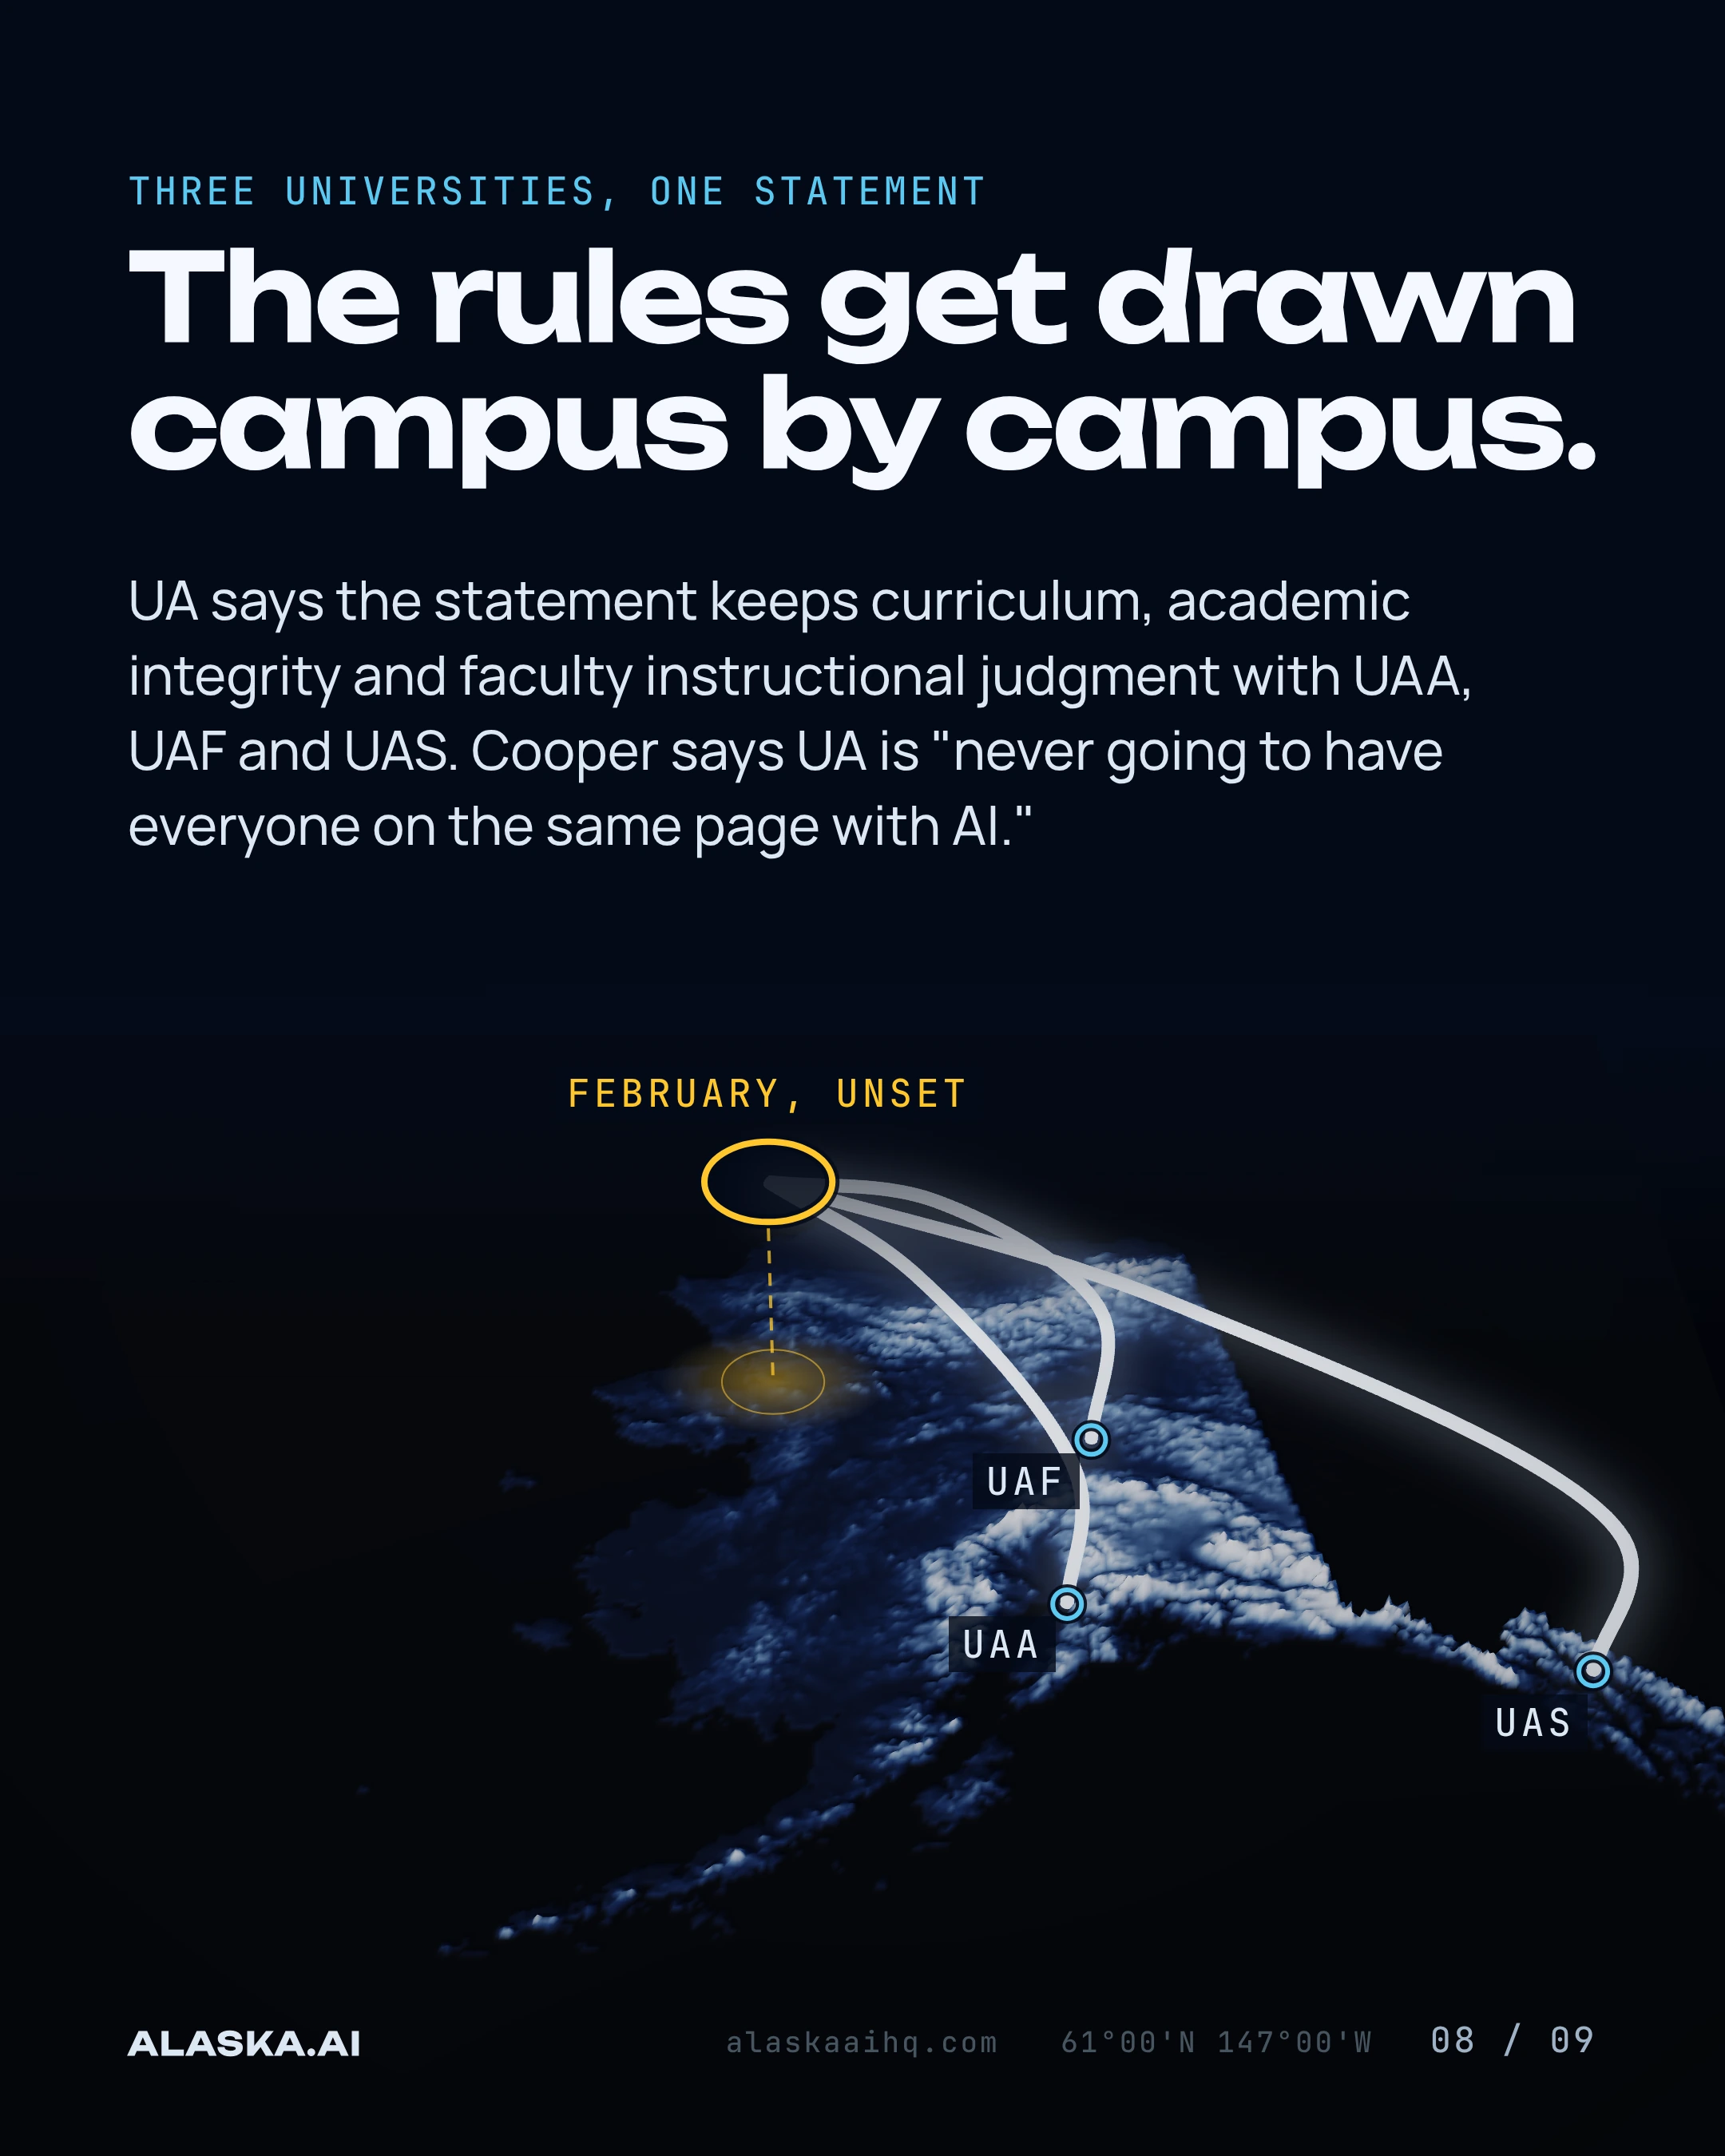 THREE UNIVERSITIES, ONE STATEMENT
The rules get drawn
campus by campus.
UA says the statement keeps curriculum, academic
integrity and faculty instructional judgment with UAA,
UAF and UAS. Cooper says UA is "never going to have
everyone on the same page with AI."
FEBRUARY, UNSET
UAF
UAA
UAS
ALASKA.AI
alaskaaihq.com
61°00'N 147°00'W
08 / 09